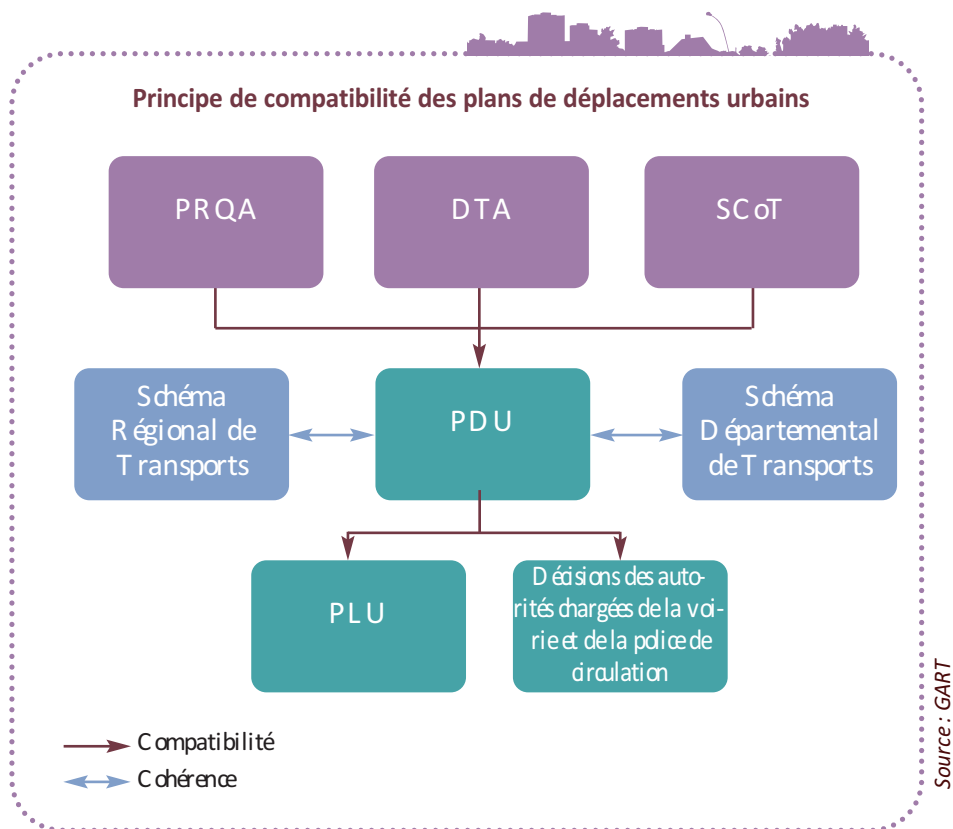 Principe de compatibilité des plans de déplacements urbains
PRQA
DTA
SCoT
Schéma
Régional de
Transports
PDU
Schéma
Départemental
de Transports
PLU
Décisions des auto-
rités chargées de la voi-
rie et de la police de
circulation
Compatibilité
Cohérence
Source : GART